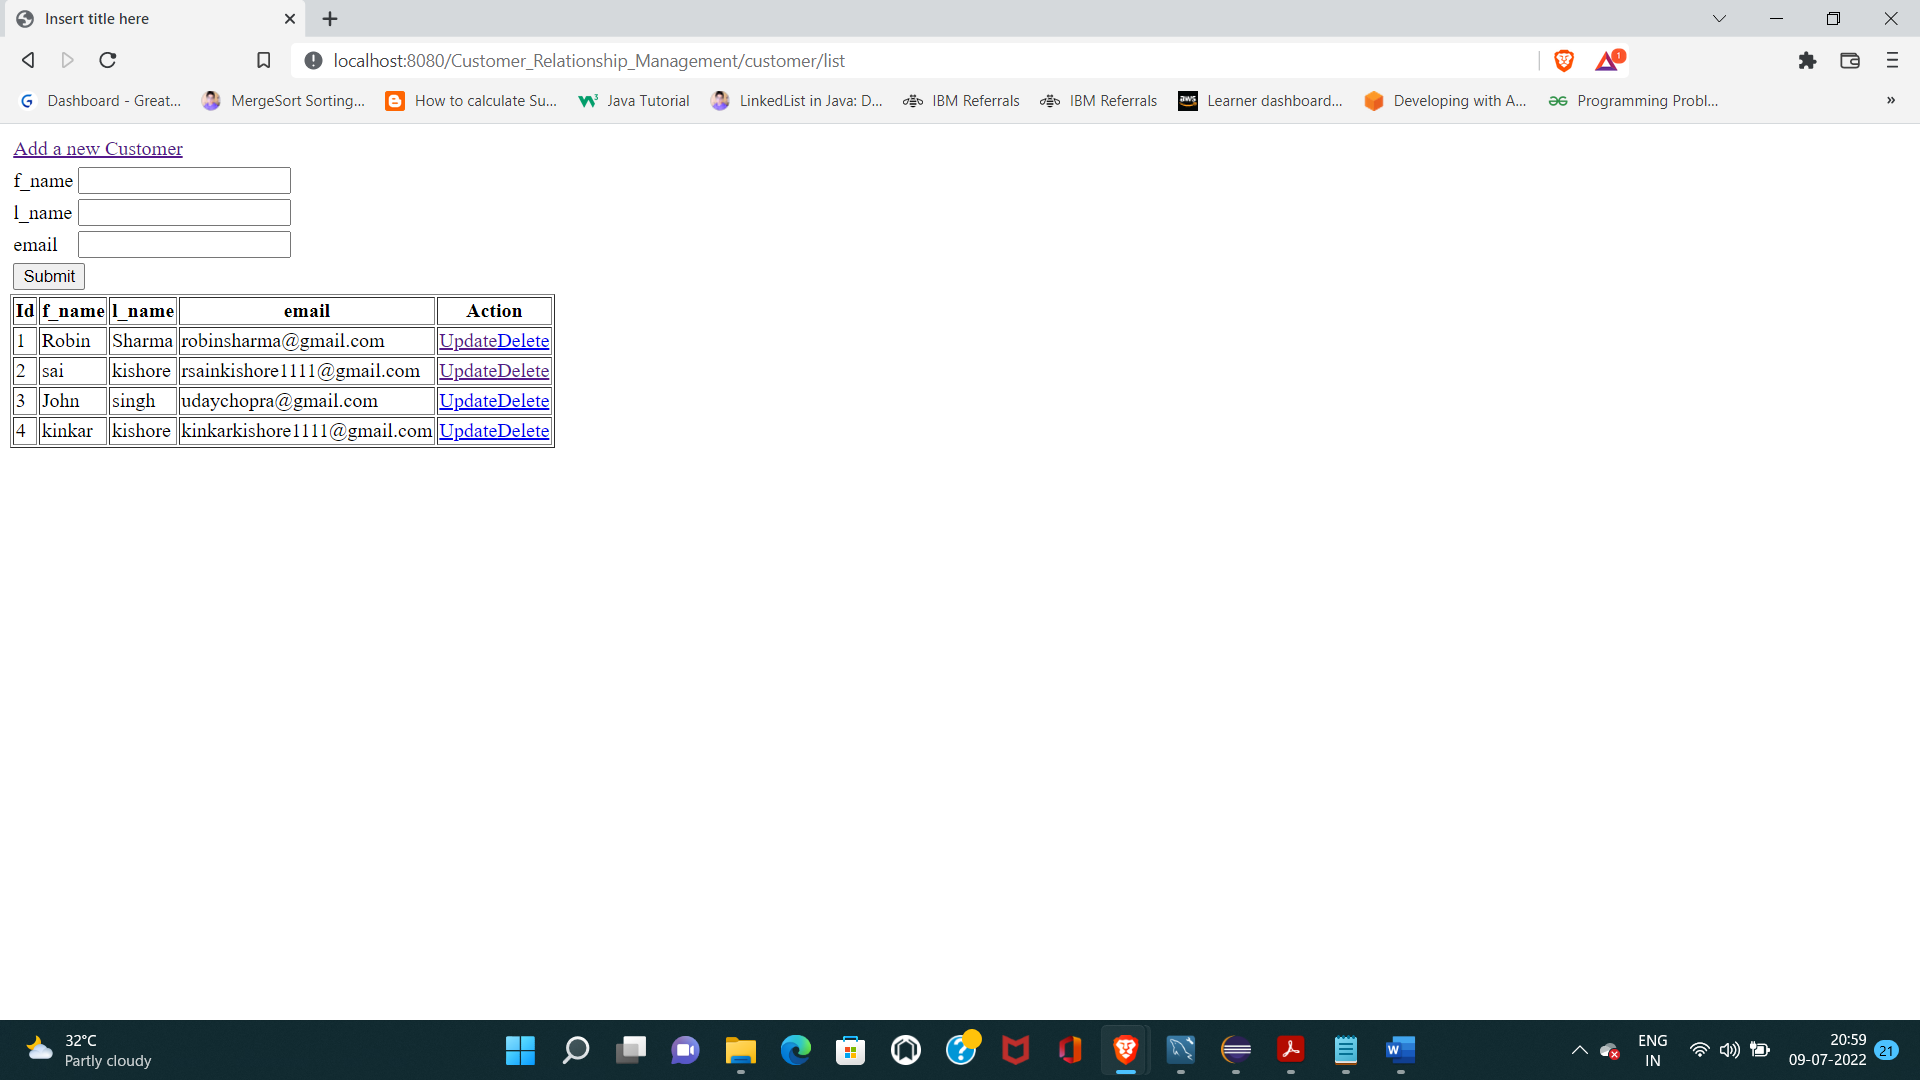 Insert title here
localhost:8080/Customer_Relationship_Management/customer/list
1
Dashboard - Great... MergeSort Sorting... How to calculate Su... Java Tutorial LinkedList in Java: D... IBM Referrals IBM Referrals Learner dashboard... Developing with A... Programming Probl... »
Add a new Customer
f_name
l_name
email
Submit
Id f_name l_name email Action
1 Robin Sharma robinsharma@gmail.com UpdateDelete
2 sai kishore rsainkishore1111@gmail.com UpdateDelete
3 John singh udaychopra@gmail.com UpdateDelete
4 kinkar kishore kinkarkishore1111@gmail.com UpdateDelete
32°C
Partly cloudy
ENG
IN
20:59
09-07-2022
21